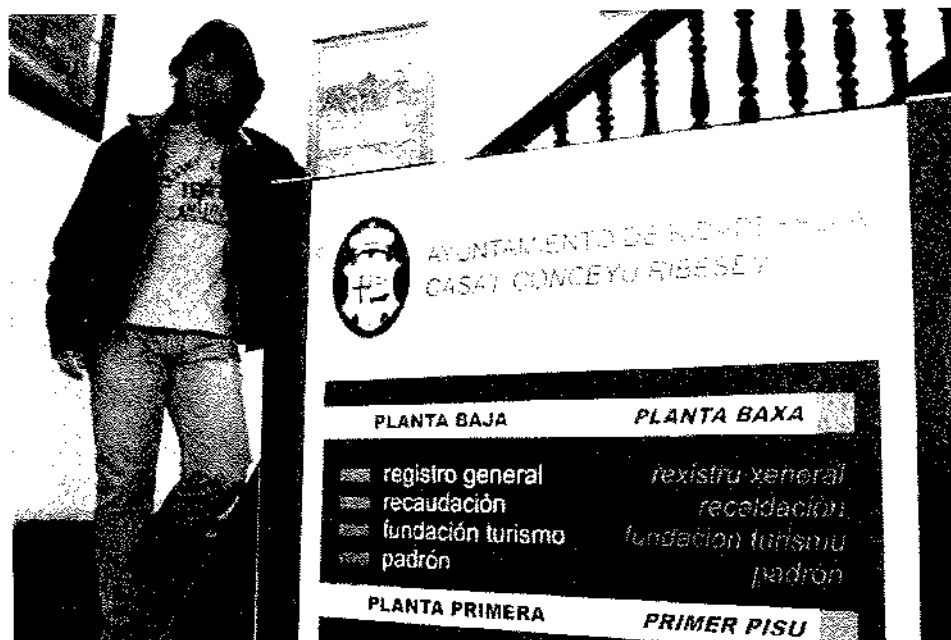 AYUNTAMIENTO DE
CASA'L CONCEYU
PLANTA BAJA PLANTA BAXA
registro general rexistru xeneral
recaudación recaldación
fundación turismo fundación turismu
padrón padrón
PLANTA PRIMERA PRIMER PISU